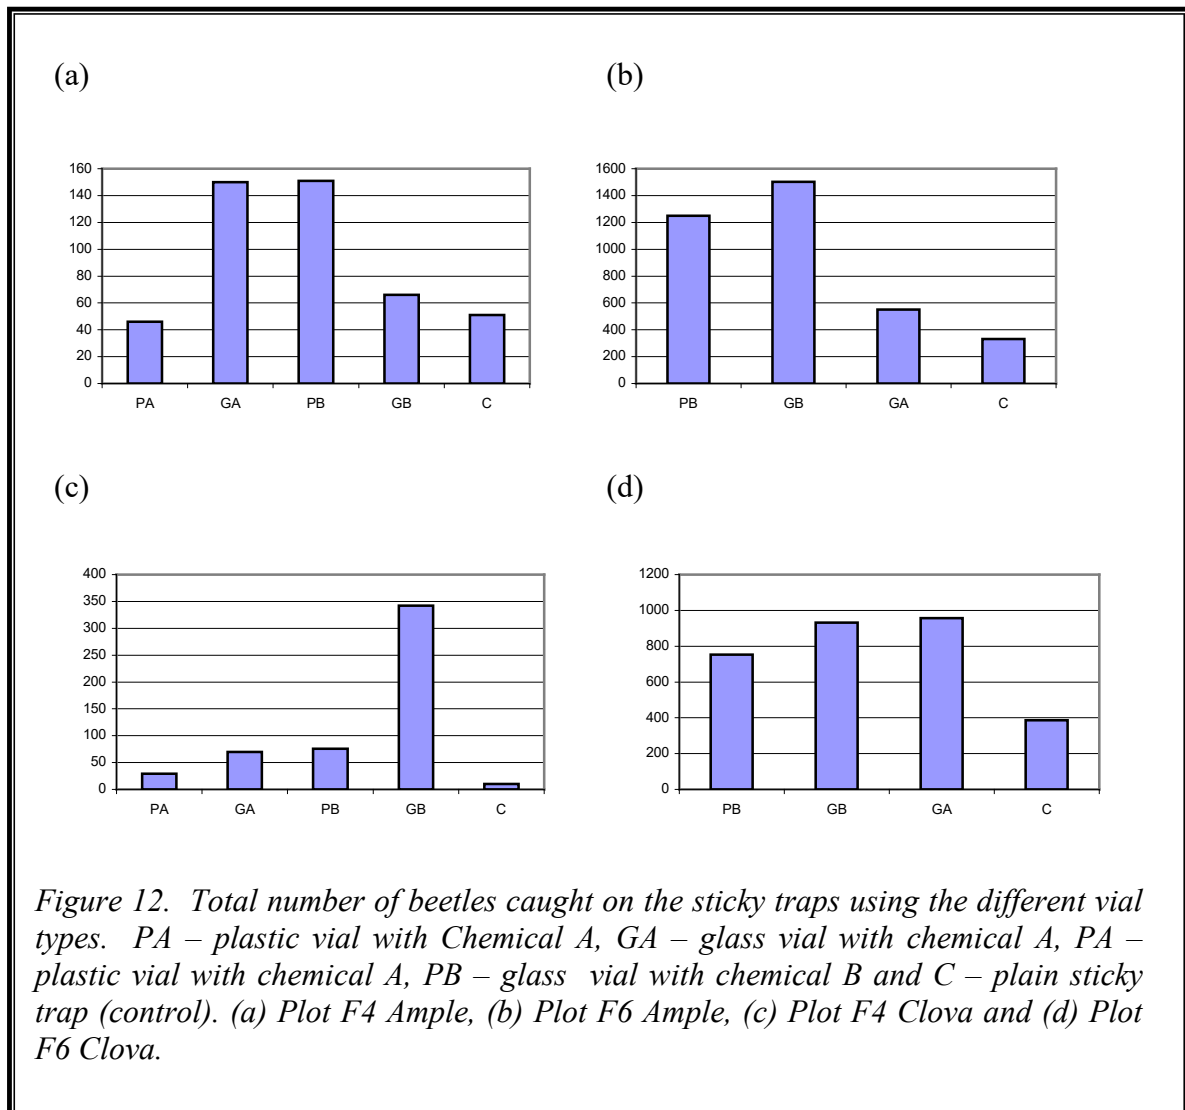 (a)
(b)
160
140
120
100
80
60
40
20
0
PA GA PB GB C
1600
1400
1200
1000
800
600
400
200
0
PB GB GA C
(c)
(d)
400
350
300
250
200
150
100
50
0
PA GA PB GB C
1200
1000
800
600
400
200
0
PB GB GA C
Figure 12. Total number of beetles caught on the sticky traps using the different vial
types. PA – plastic vial with Chemical A, GA – glass vial with chemical A, PA –
plastic vial with chemical A, PB – glass vial with chemical B and C – plain sticky
trap (control). (a) Plot F4 Ample, (b) Plot F6 Ample, (c) Plot F4 Clova and (d) Plot
F6 Clova.